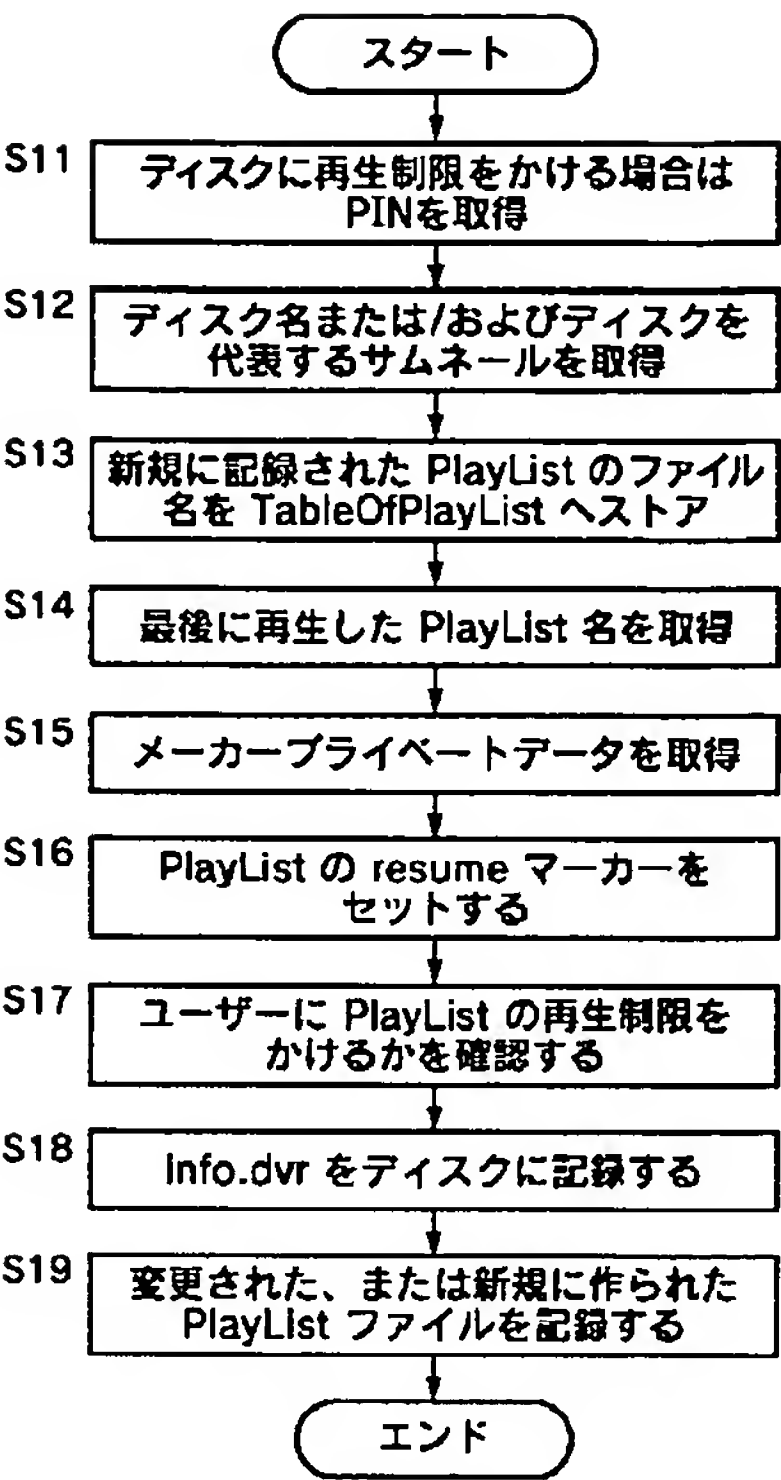 スタート
S11
ディスクに再生制限をかける場合は
PINを取得
S12
ディスク名または/およびディスクを
代表するサムネールを取得
S13
新規に記録された PlayList のファイル
名を TableOfPlayList へストア
S14
最後に再生した PlayList 名を取得
S15
メーカープライベートデータを取得
S16
PlayList の resume マーカーを
セットする
S17
ユーザーに PlayList の再生制限を
かけるかを確認する
S18
info.dvr をディスクに記録する
S19
変更された、または新規に作られた
PlayList ファイルを記録する
エンド